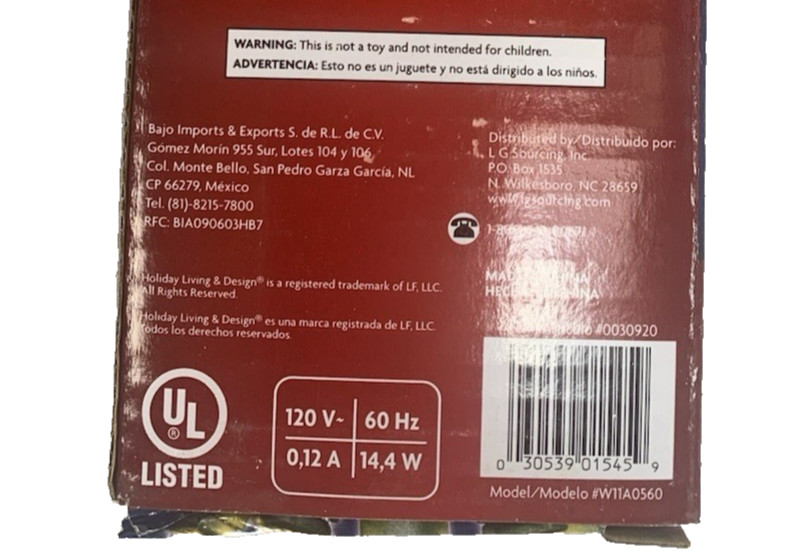 WARNING: This is not a toy and not intended for children.
ADVERTENCIA: Esto no es un juguete y no está dirigido a los niños.
Bajo Imports & Exports S. de R.L. de C.V.
Gómez Morín 955 Sur, Lotes 104 y 106
Col. Monte Bello, San Pedro Garza García, NL
CP 66279, México
Tel. (81)-8215-7800
RFC: BIA090603HB7
Distributed by/Distribuido por:
L G Sourcing, Inc
P.O. Box 1535
N. Wilkesboro, NC 28659
www.lgsourcing.com
Holiday Living & Design® is a registered trademark of LF, LLC.
All Rights Reserved.
Holiday Living & Design® es una marca registrada de LF, LLC.
Todos los derechos reservados.
#0030920
UL ®
LISTED
120 V~ 60 Hz
0,12 A 14,4 W
0 30539 01545 9
Model/Modelo #W11A0560